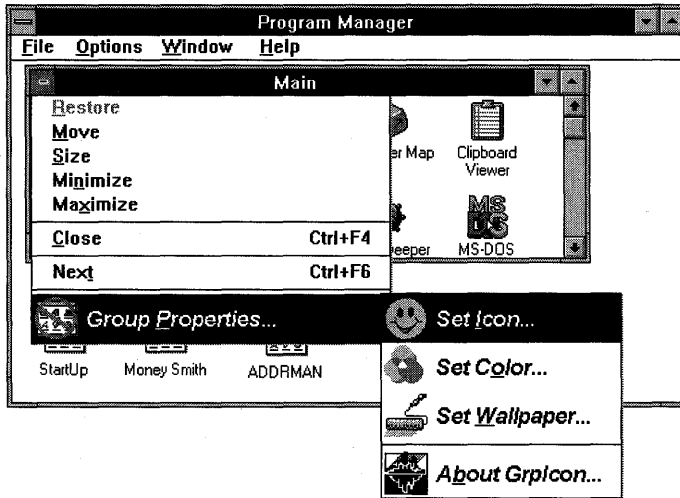 Program Manager
File Options Window Help
Main
Restore
Move
Size
Minimize
Maximize
Close Ctrl+F4
Next Ctrl+F6
er Map
Clipboard
Viewer
eeper
MS-DOS
Group Properties...
Set Icon...
Set Color...
Set Wallpaper...
About GrpIcon...
StartUp
Money Smith
ADDRMAN